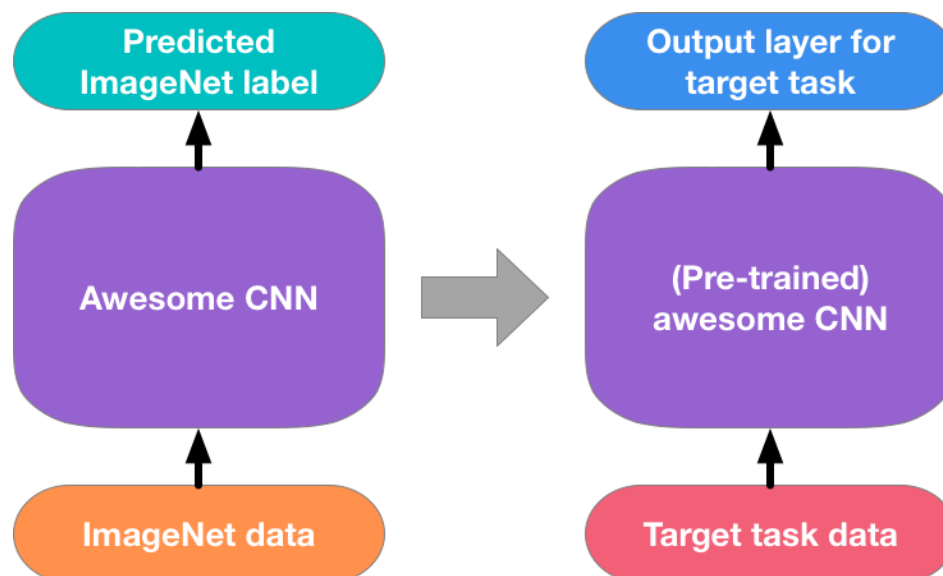 Predicted
ImageNet label
Output layer for
target task
Awesome CNN
(Pre-trained)
awesome CNN
ImageNet data
Target task data